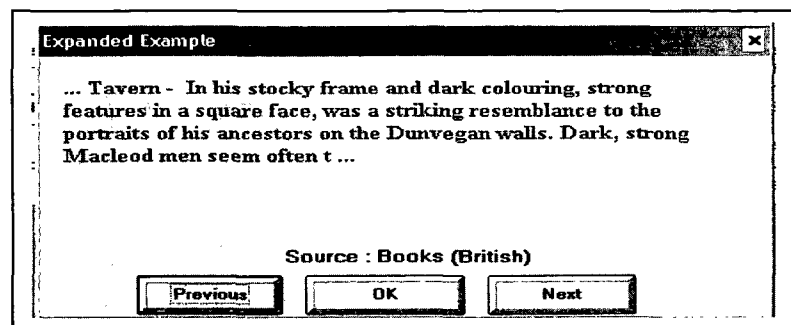 Expanded Example
... Tavern - In his stocky frame and dark colouring, strong
features in a square face, was a striking resemblance to the
portraits of his ancestors on the Dunvegan walls. Dark, strong
Macleod men seem often t ...
Source : Books (British)
Previous OK Next